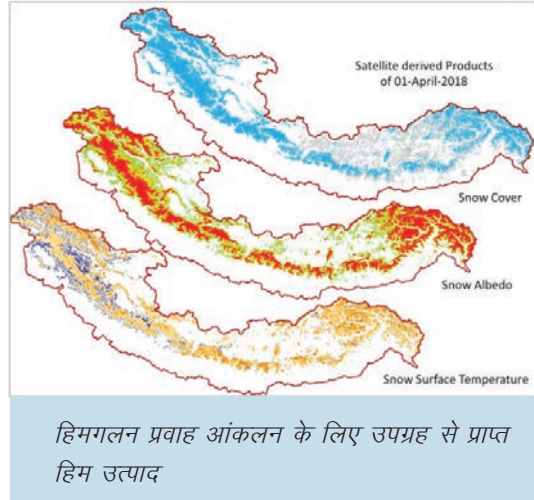 Satellite derived Products
of 01-April-2018
Snow Cover
Snow Albedo
Snow Surface Temperature
हिमगलन प्रवाह आंकलन के लिए उपग्रह से प्राप्त
हिम उत्पाद